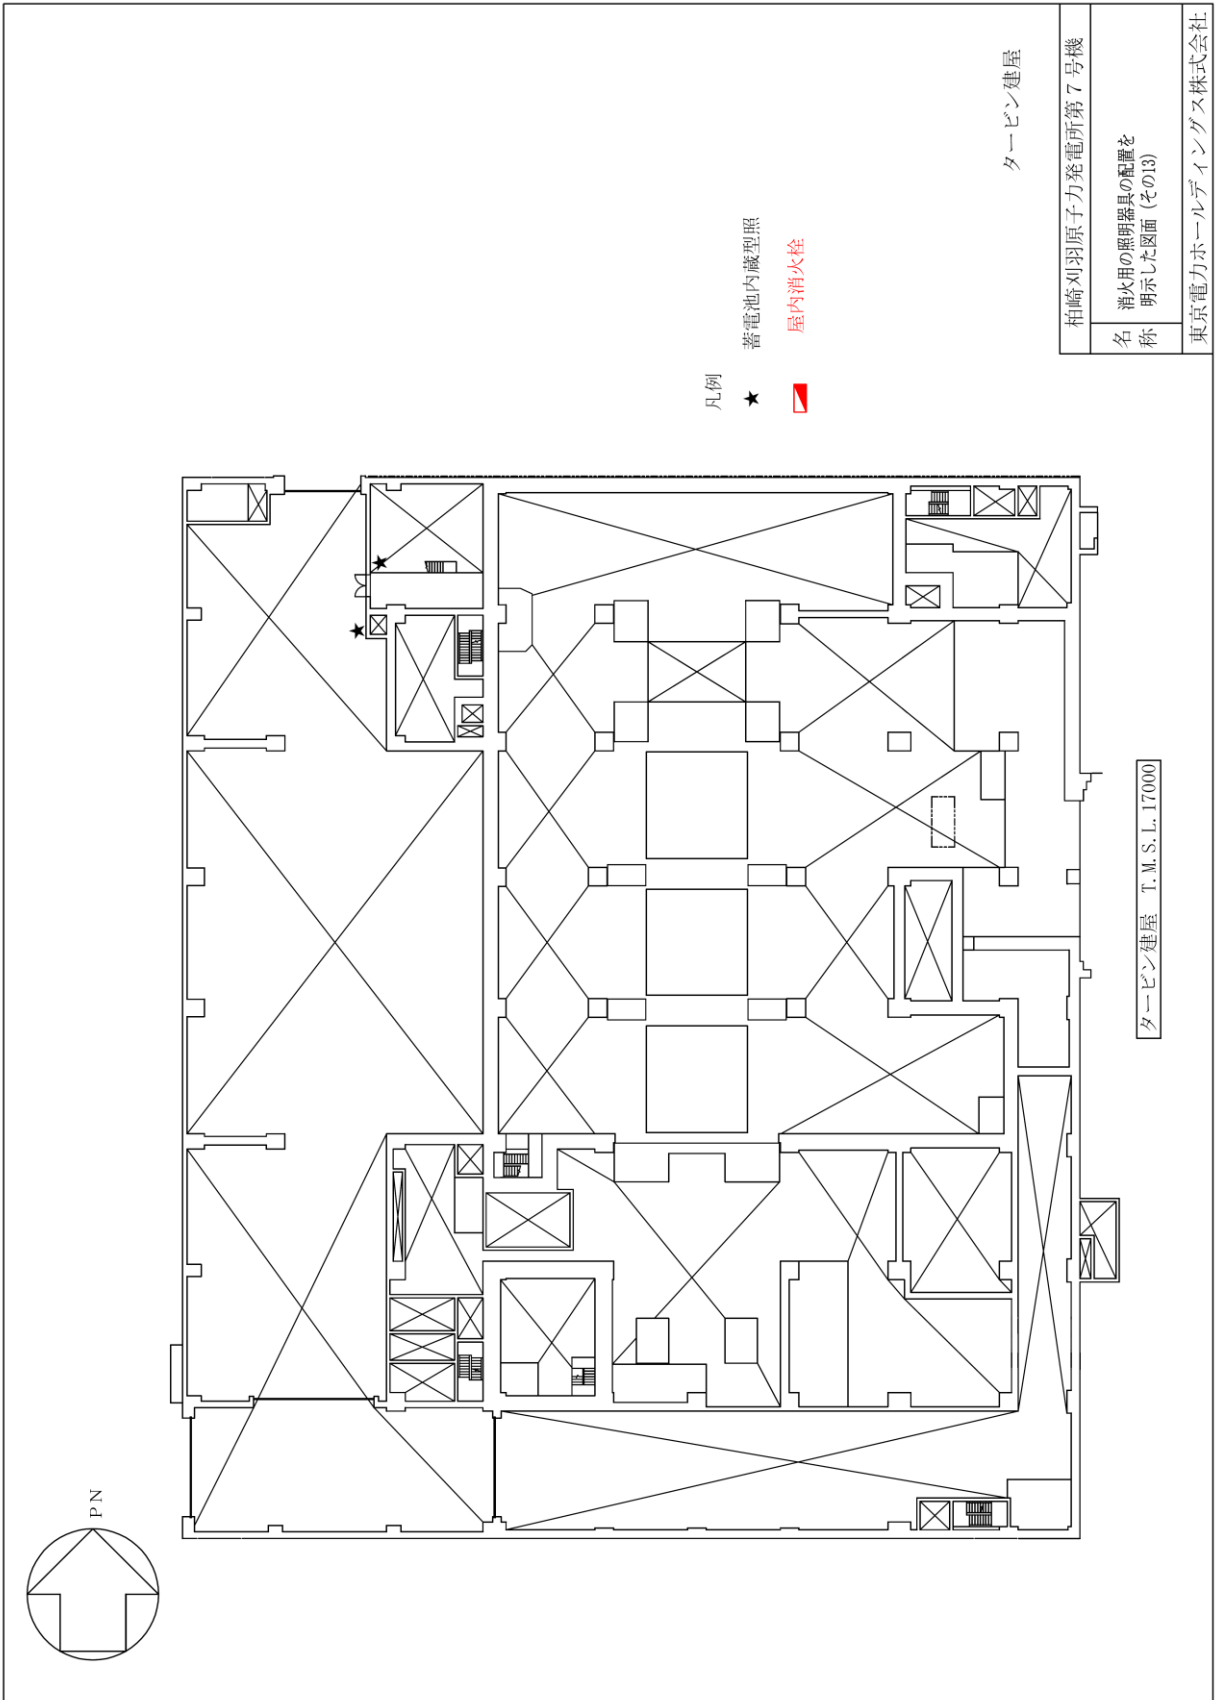 PN
タービン建屋 T.M.S.L.17000
凡例
★ 蓄電池内蔵型照
屋内消火栓
タービン建屋
柏崎刈羽原子力発電所第7号機
名称
消火用の照明器具の配置を
明示した図面(その13)
東京電力ホールディングス株式会社